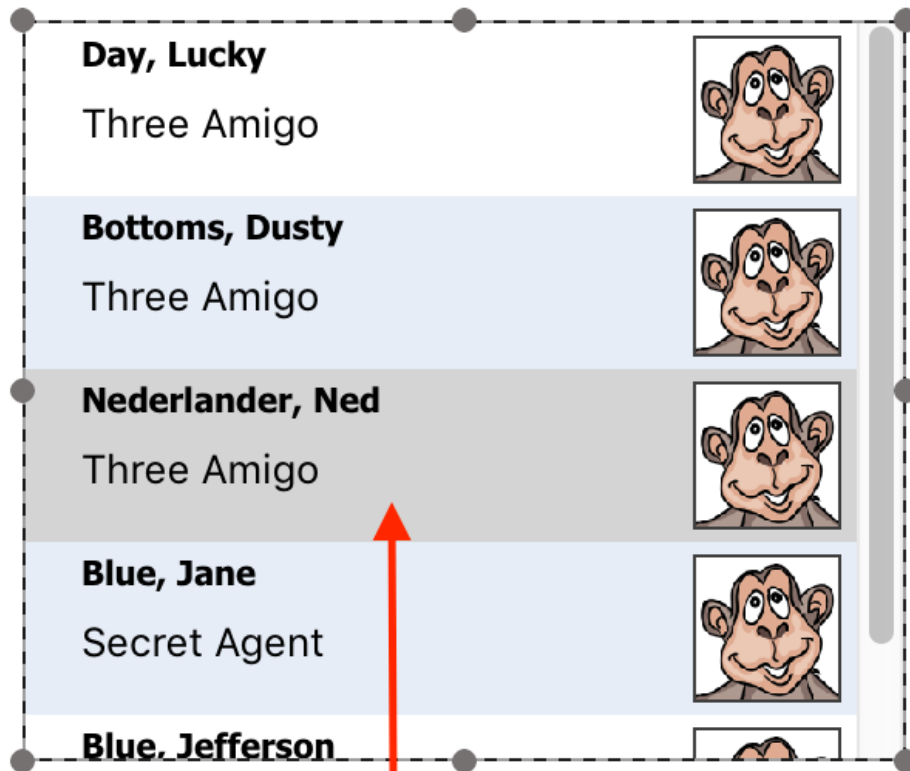 Day, Lucky
Three Amigo
Bottoms, Dusty
Three Amigo
Nederlander, Ned
Three Amigo
Blue, Jane
Secret Agent
Blue, Jefferson